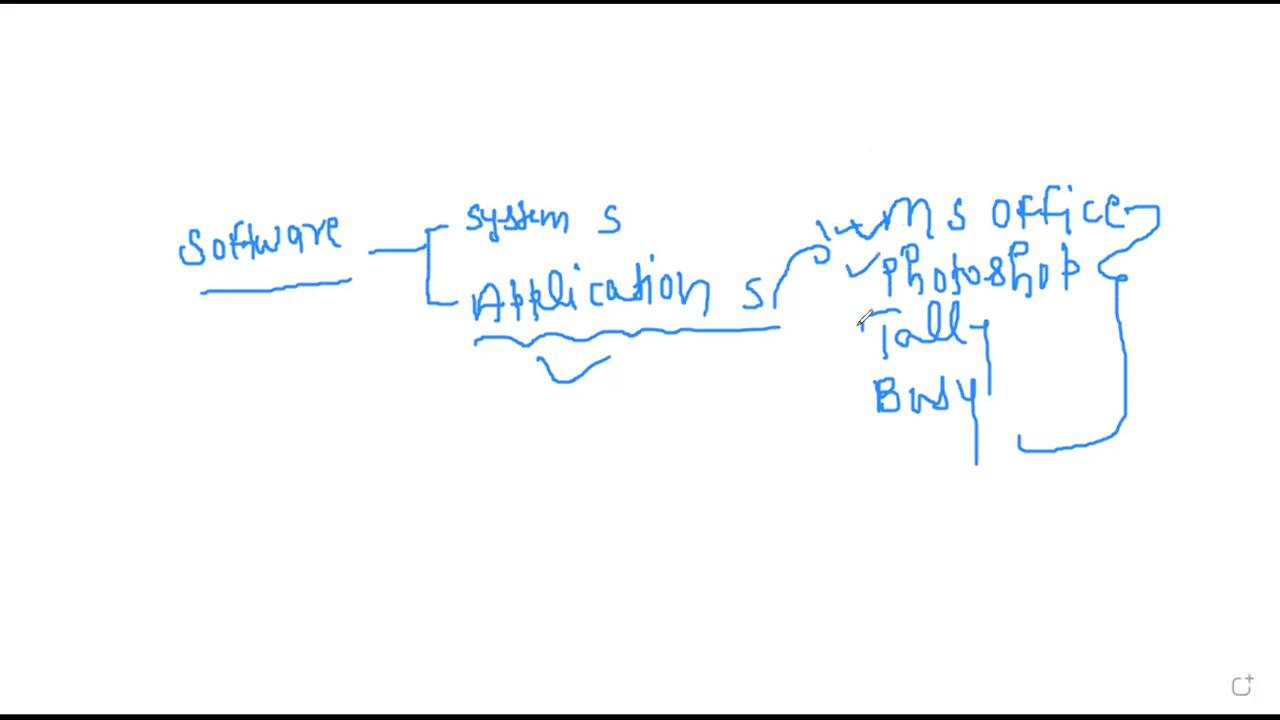 Software
System S
Application S
MS Office
Photoshop
Tally
Busy